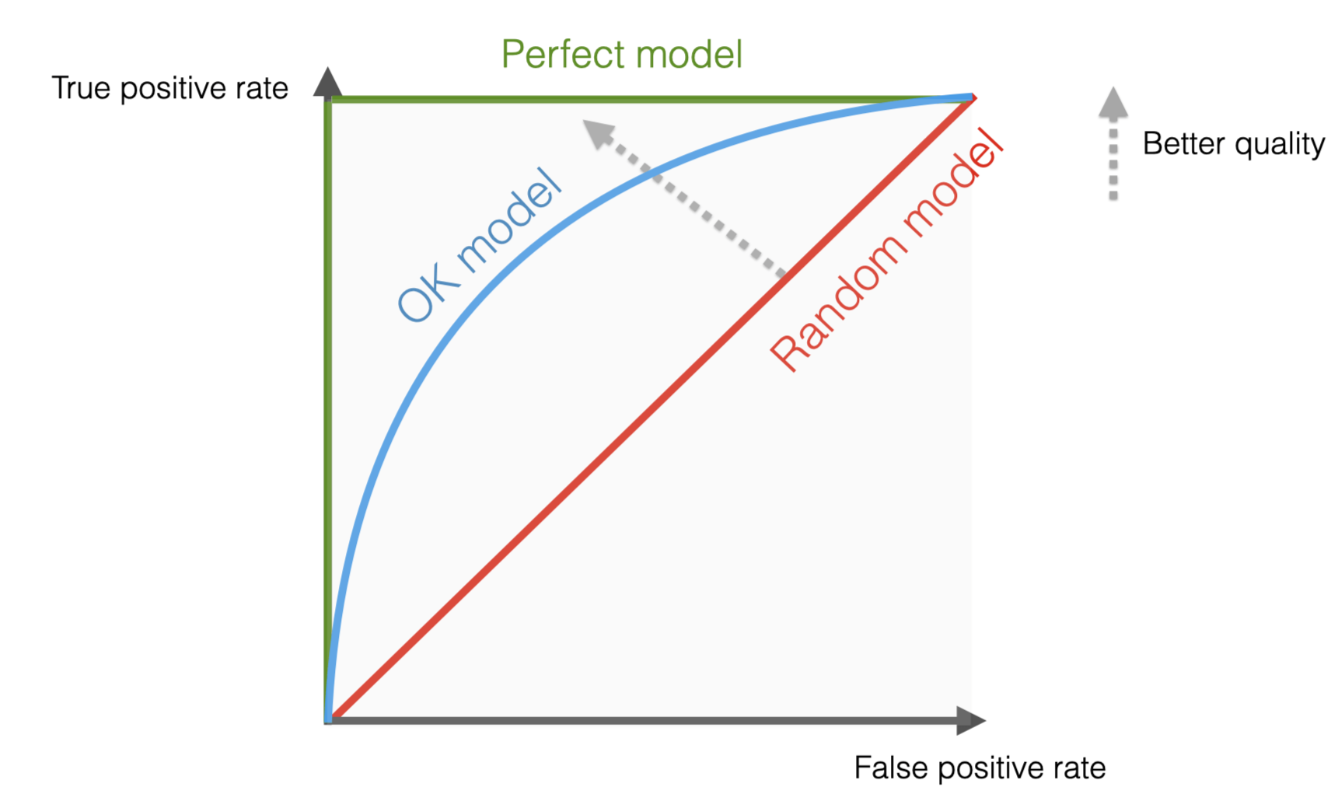 Perfect model
True positive rate
Better quality
OK model
Random model
False positive rate